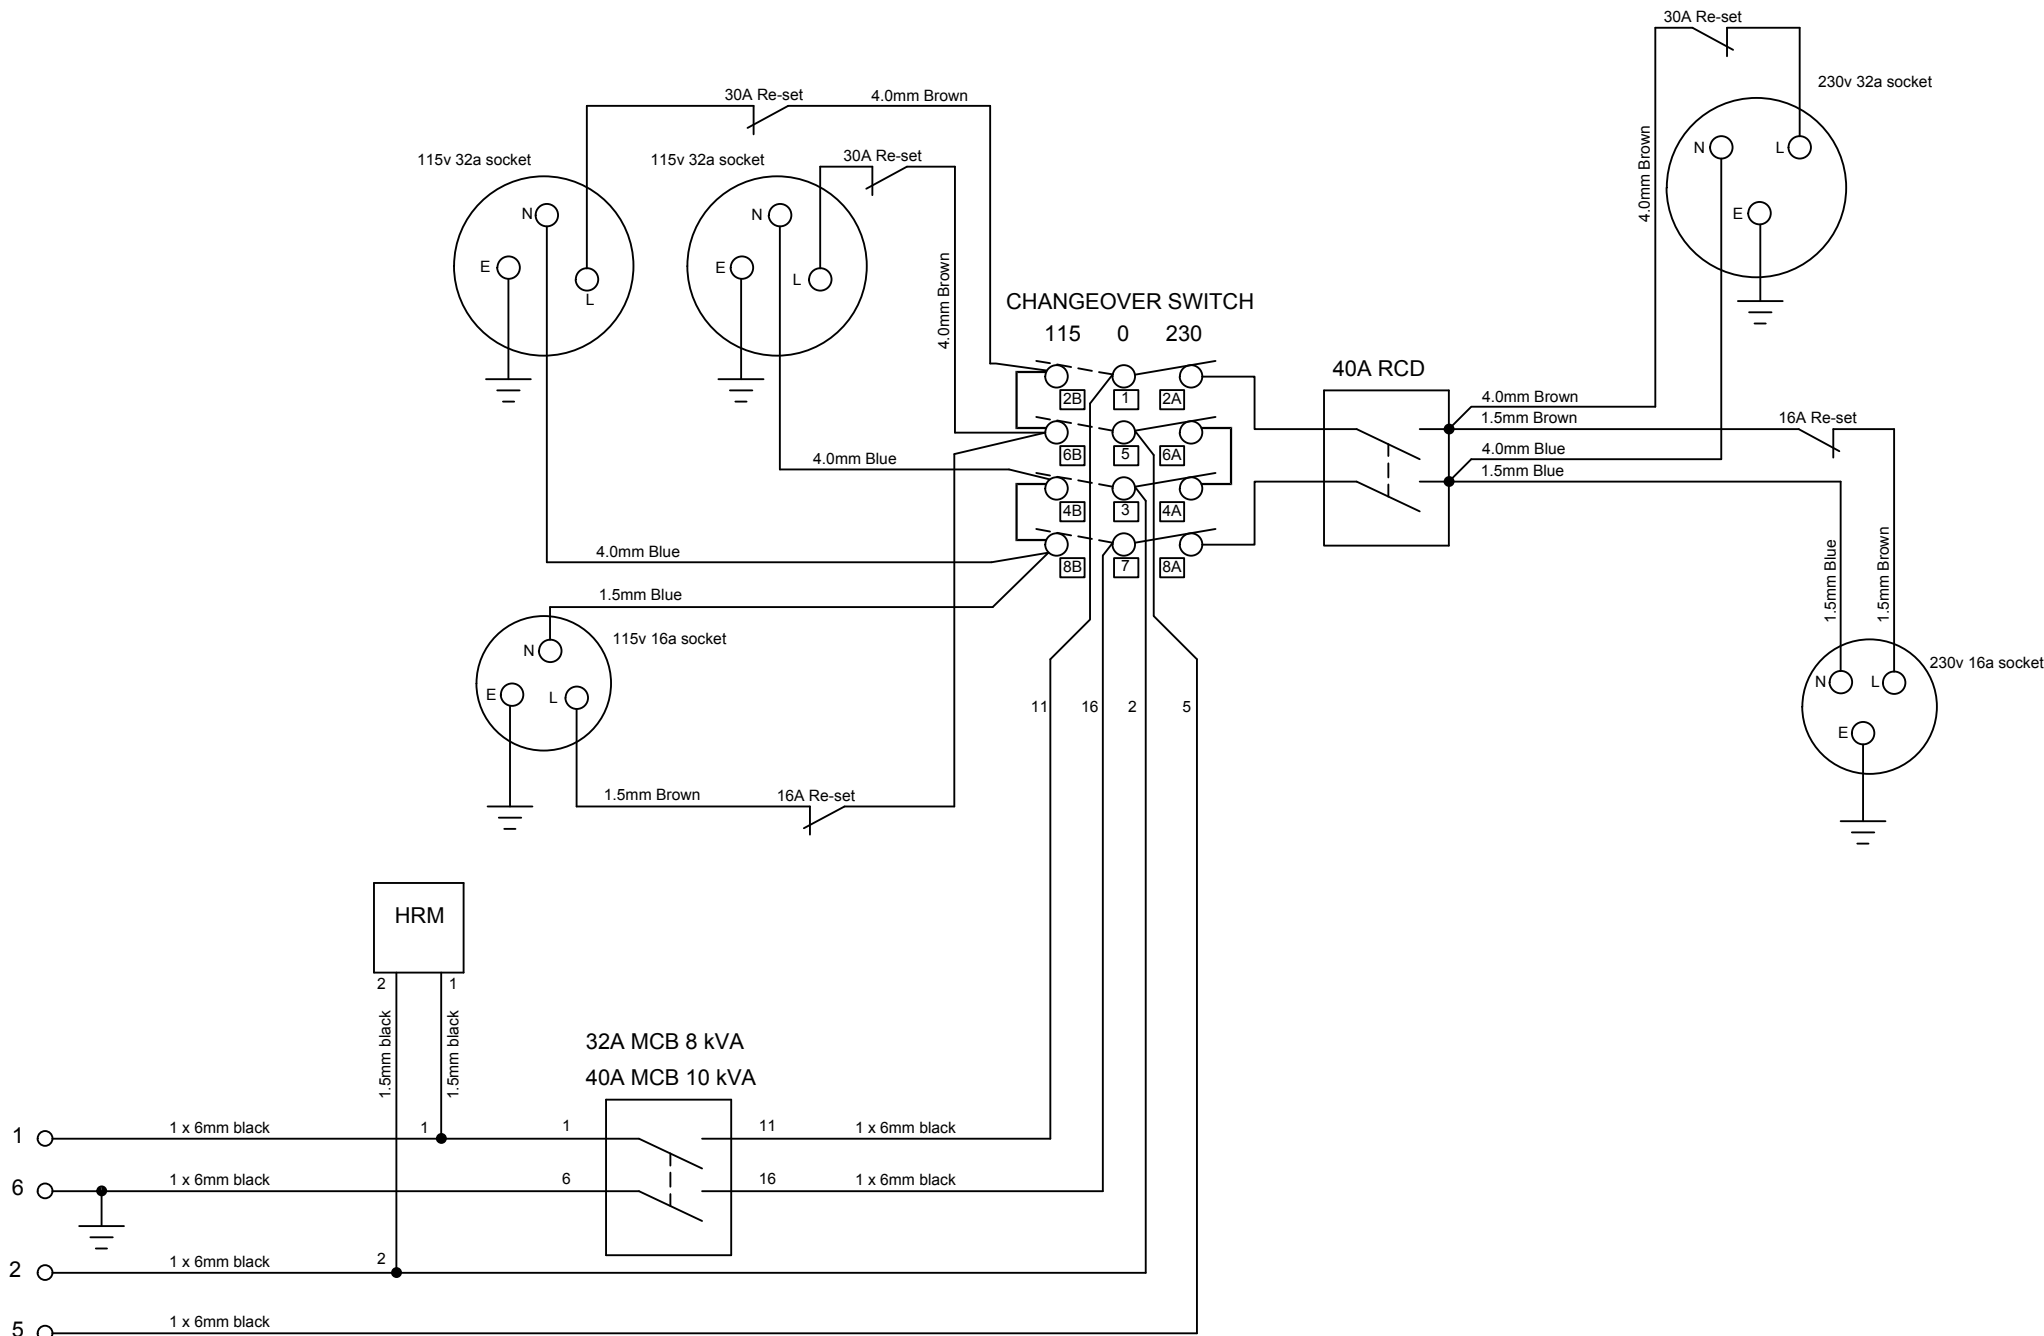 30A Re-set
230v 32a socket
30A Re-set
4.0mm Brown
115v 32a socket
115v 32a socket
30A Re-set
4.0mm Brown
N
L
E
N
E
L
N
E
L
4.0mm Brown
CHANGEOVER SWITCH
115 0 230
2B 1 2A
6B 5 6A
4B 3 4A
8B 7 8A
40A RCD
4.0mm Brown
1.5mm Brown
4.0mm Blue
1.5mm Blue
16A Re-set
4.0mm Blue
4.0mm Blue
1.5mm Blue
115v 16a socket
N
E
L
1.5mm Blue
1.5mm Brown
230v 16a socket
N
L
E
11 16 2 5
1.5mm Brown
16A Re-set
HRM
2 1
1.5mm black
1.5mm black
32A MCB 8 kVA
40A MCB 10 kVA
1 1 x 6mm black 1 1 11 1 x 6mm black
6 1 x 6mm black 6 16 1 x 6mm black
2 1 x 6mm black 2
5 1 x 6mm black